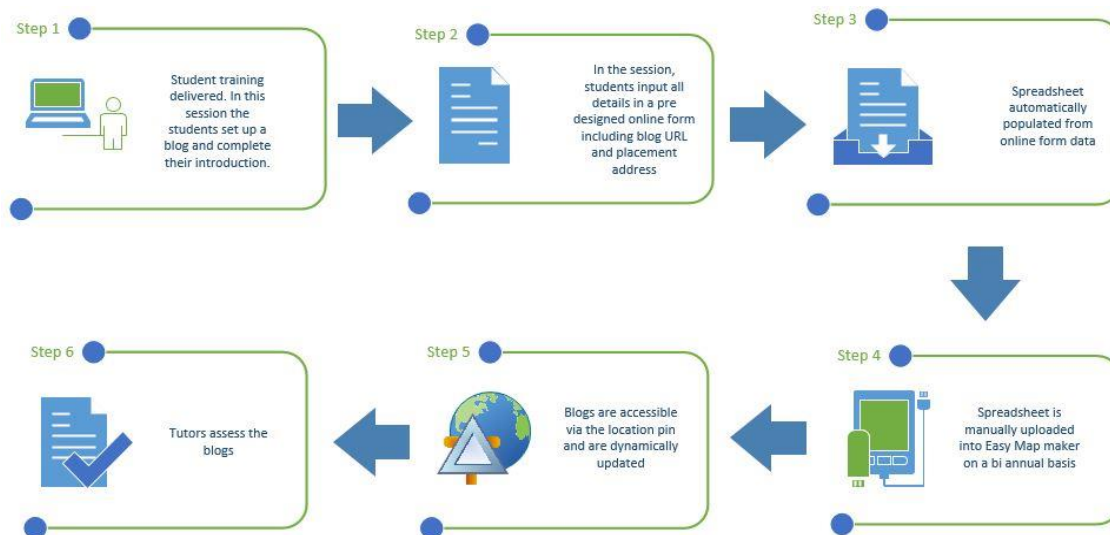 Step 1
Student training
delivered. In this
session the
students set up a
blog and complete
their introduction.
Step 2
In the session,
students input all
details in a pre
designed online form
including blog URL
and placement
address
Step 3
Spreadsheet
automatically
populated from
online form data
Step 4
Spreadsheet is
manually uploaded
into Easy Map maker
on a bi annual basis
Step 5
Blogs are accessible
via the location pin
and are dynamically
updated
Step 6
Tutors assess the
blogs